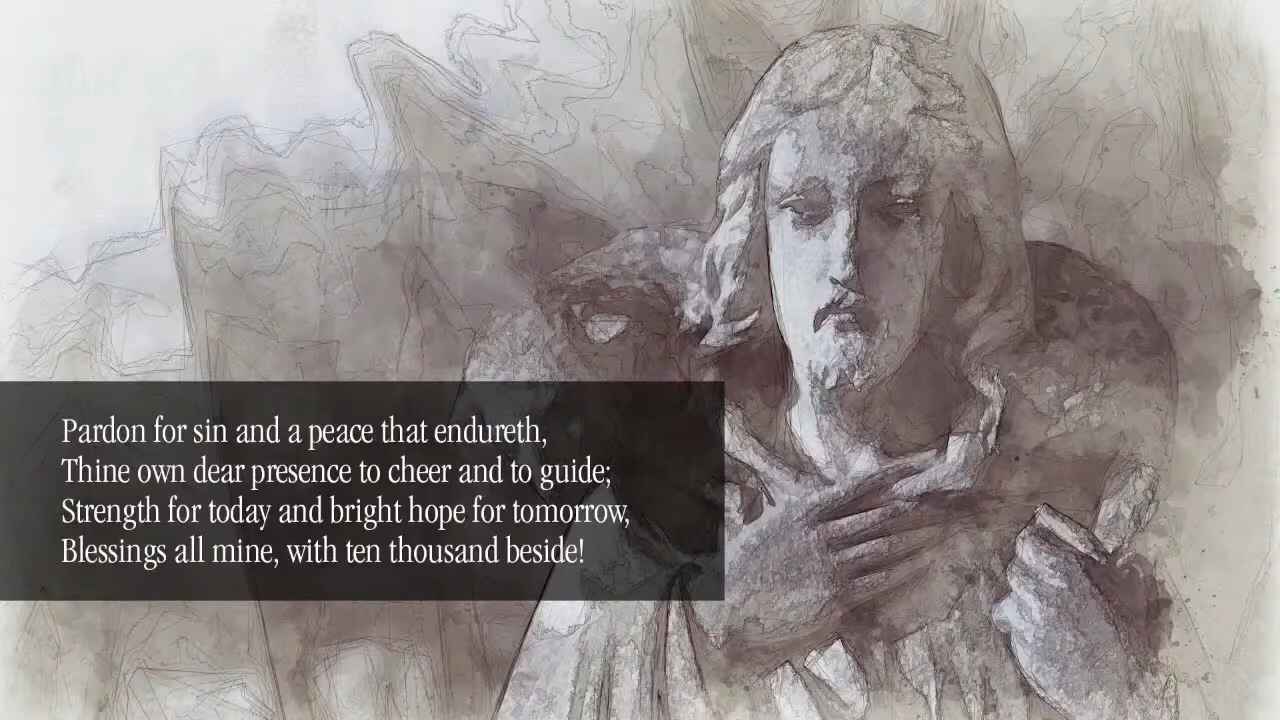 Pardon for sin and a peace that endureth,
Thine own dear presence to cheer and to guide;
Strength for today and bright hope for tomorrow,
Blessings all mine, with ten thousand beside!